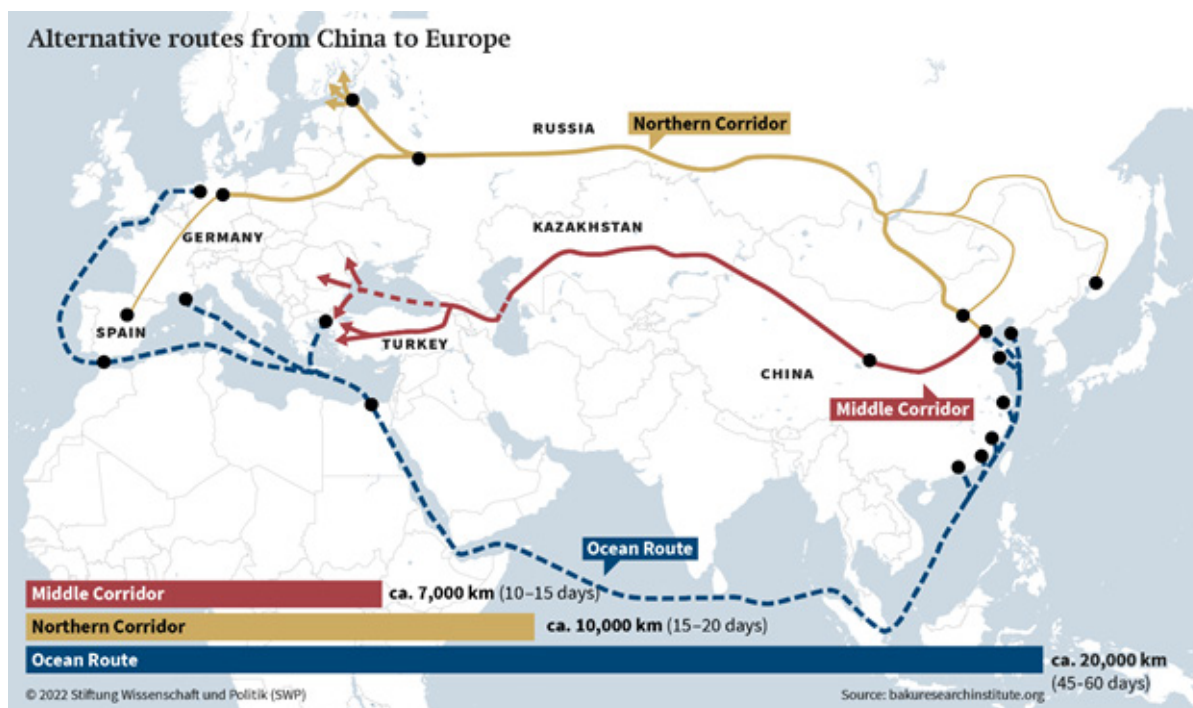 Alternative routes from China to Europe
RUSSIA
Northern Corridor
KAZAKHSTAN
GERMANY
SPAIN
TURKEY
CHINA
Middle Corridor
Ocean Route
Middle Corridor
ca. 7,000 km (10–15 days)
Northern Corridor
ca. 10,000 km (15–20 days)
Ocean Route
ca. 20,000 km
(45-60 days)
© 2022 Stiftung Wissenschaft und Politik (SWP)
Source: bakuresearchinstitute.org